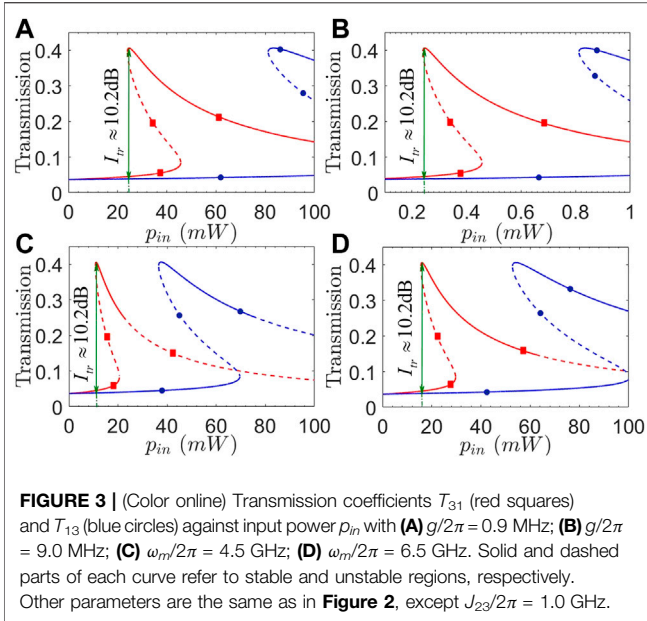 A
B
Transmission
0.4
0.3
0.2
0.1
0
I_tr ≈ 10.2dB
0 20 40 60 80 100
p_in (mW)
Transmission
0.4
0.3
0.2
0.1
0
I_tr ≈ 10.2dB
0.2 0.4 0.6 0.8 1
p_in (mW)
C
D
Transmission
0.4
0.3
0.2
0.1
0
I_tr ≈ 10.2dB
0 20 40 60 80 100
p_in (mW)
Transmission
0.4
0.3
0.2
0.1
0
I_tr ≈ 10.2dB
0 20 40 60 80 100
p_in (mW)
FIGURE 3 | (Color online) Transmission coefficients T31 (red squares)
and T13 (blue circles) against input power p_in with (A) g/2π = 0.9 MHz; (B) g/2π
= 9.0 MHz; (C) ω_m/2π = 4.5 GHz; (D) ω_m/2π = 6.5 GHz. Solid and dashed
parts of each curve refer to stable and unstable regions, respectively.
Other parameters are the same as in Figure 2, except J23/2π = 1.0 GHz.